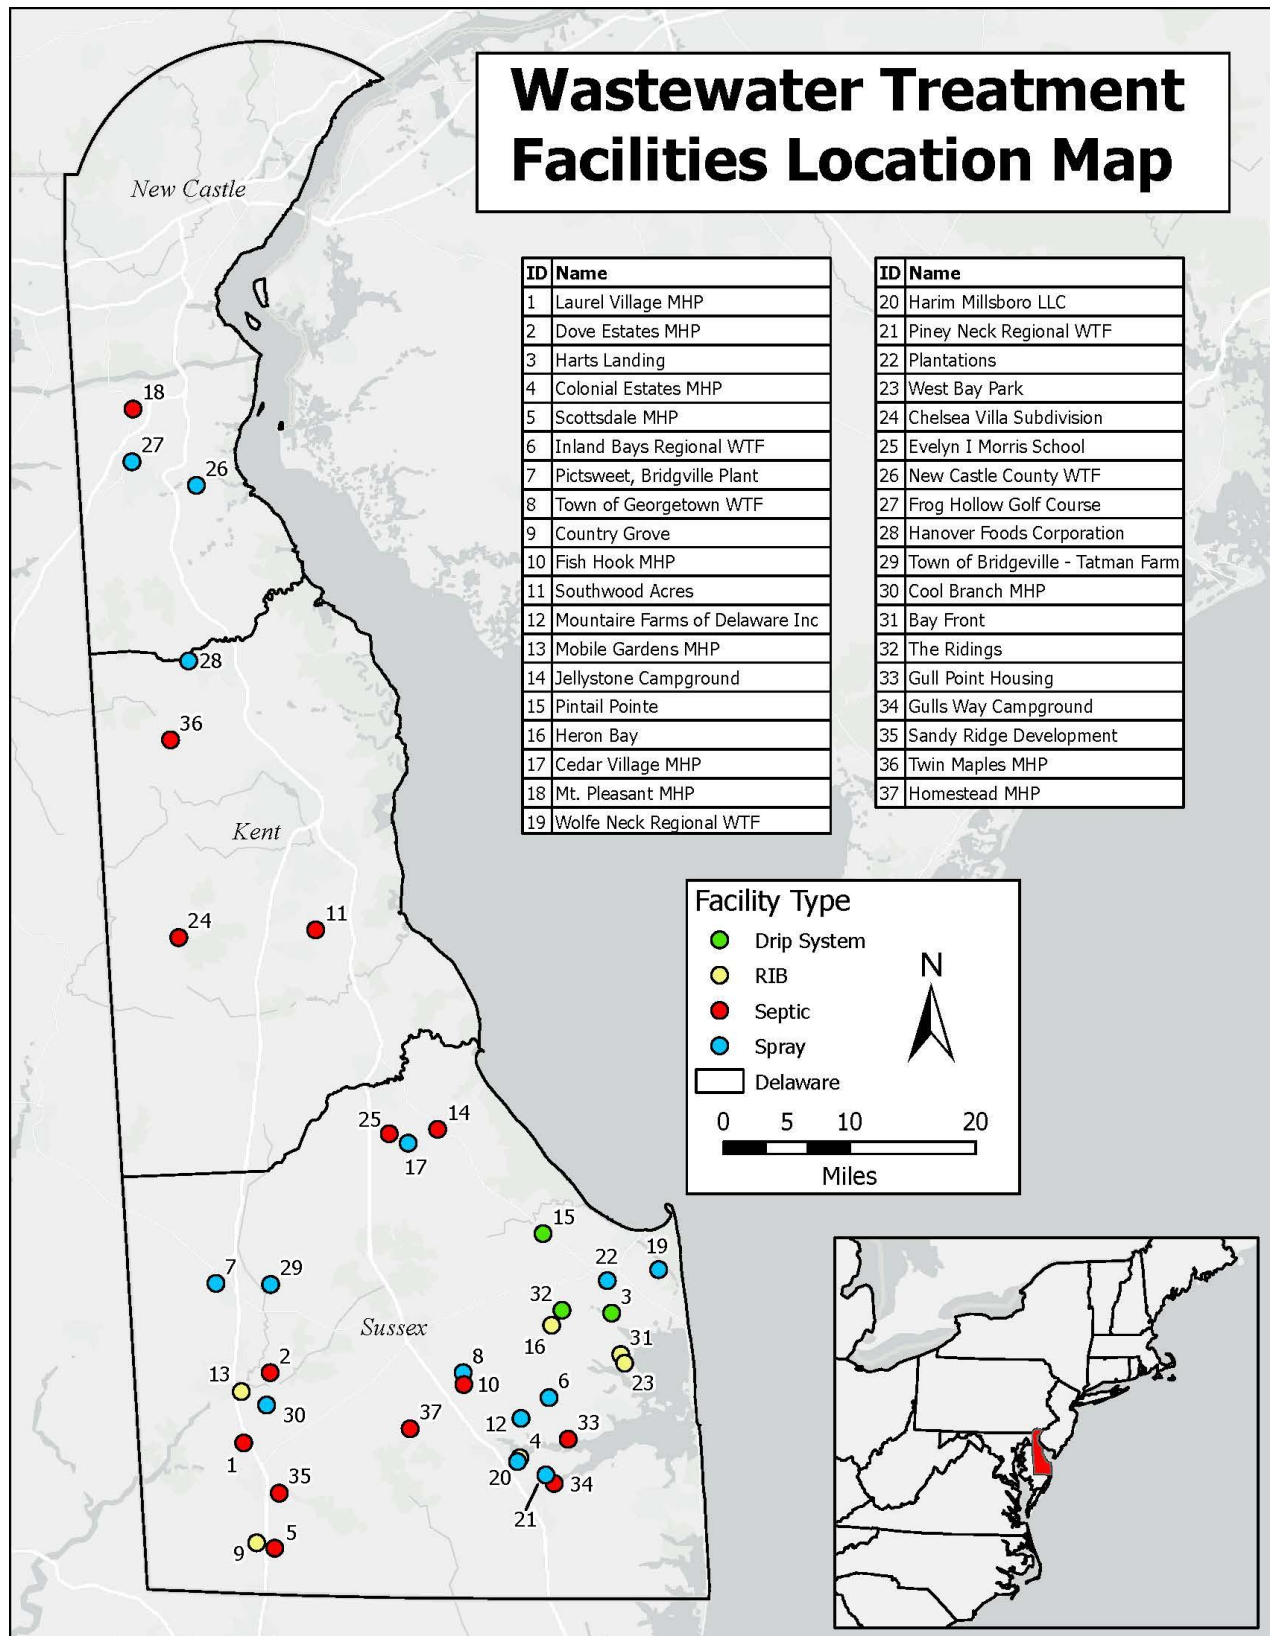 Wastewater Treatment
Facilities Location Map
New Castle
ID Name
1 Laurel Village MHP
2 Dove Estates MHP
3 Harts Landing
4 Colonial Estates MHP
5 Scottsdale MHP
6 Inland Bays Regional WTF
7 Pictsweet, Bridgville Plant
8 Town of Georgetown WTF
9 Country Grove
10 Fish Hook MHP
11 Southwood Acres
12 Mountaire Farms of Delaware Inc
13 Mobile Gardens MHP
14 Jellystone Campground
15 Pintail Pointe
16 Heron Bay
17 Cedar Village MHP
18 Mt. Pleasant MHP
19 Wolfe Neck Regional WTF
ID Name
20 Harim Millsboro LLC
21 Piney Neck Regional WTF
22 Plantations
23 West Bay Park
24 Chelsea Villa Subdivision
25 Evelyn I Morris School
26 New Castle County WTF
27 Frog Hollow Golf Course
28 Hanover Foods Corporation
29 Town of Bridgeville - Tatman Farm
30 Cool Branch MHP
31 Bay Front
32 The Ridings
33 Gull Point Housing
34 Gulls Way Campground
35 Sandy Ridge Development
36 Twin Maples MHP
37 Homestead MHP
18
27
26
28
36
Kent
24
11
Facility Type
Drip System
RIB
Septic
Spray
Delaware
N
0 5 10 20
Miles
25
14
17
15
19
22
7
29
32
3
Sussex
16
31
23
2
8
13
10
6
30
12
37
33
4
1
20
34
35
21
5
9